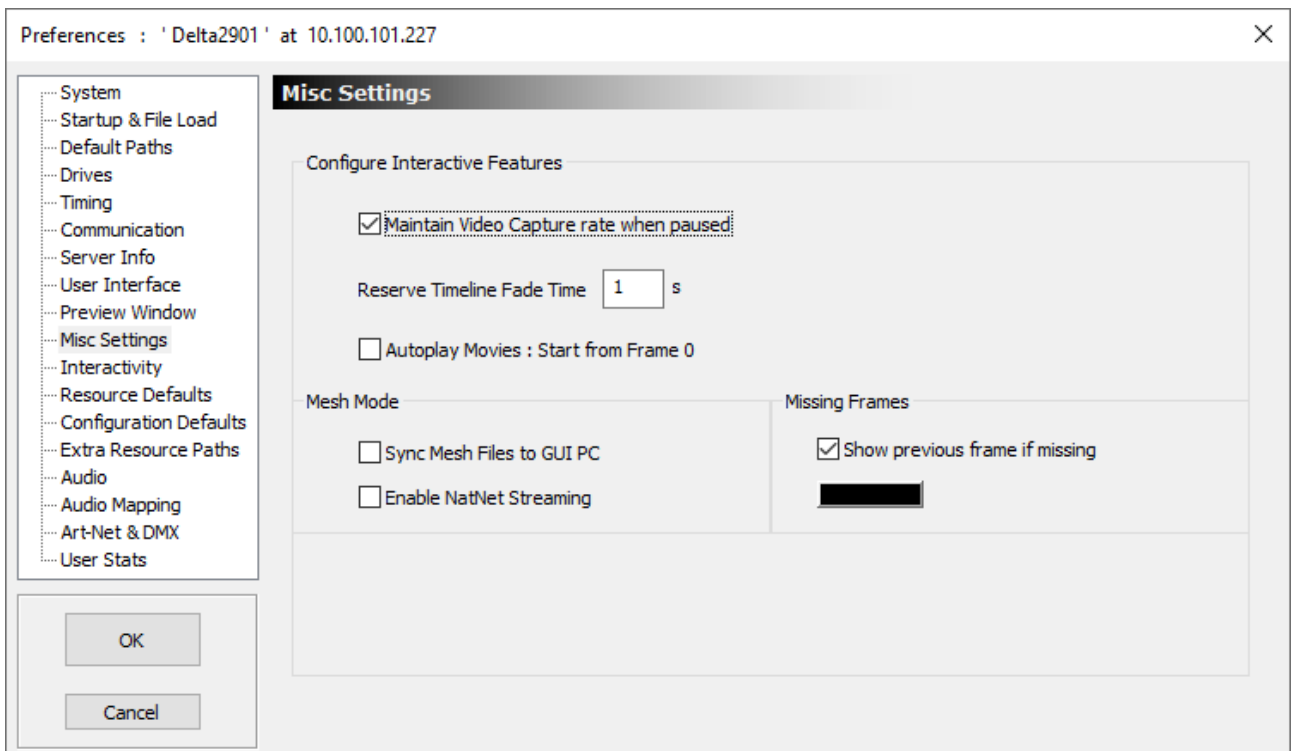 Preferences : 'Delta2901' at 10.100.101.227
System
Startup & File Load
Default Paths
Drives
Timing
Communication
Server Info
User Interface
Preview Window
Misc Settings
Interactivity
Resource Defaults
Configuration Defaults
Extra Resource Paths
Audio
Audio Mapping
Art-Net & DMX
User Stats
OK
Cancel
Misc Settings
Configure Interactive Features
Maintain Video Capture rate when paused
Reserve Timeline Fade Time 1 s
Autoplay Movies : Start from Frame 0
Mesh Mode
Sync Mesh Files to GUI PC
Enable NatNet Streaming
Missing Frames
Show previous frame if missing